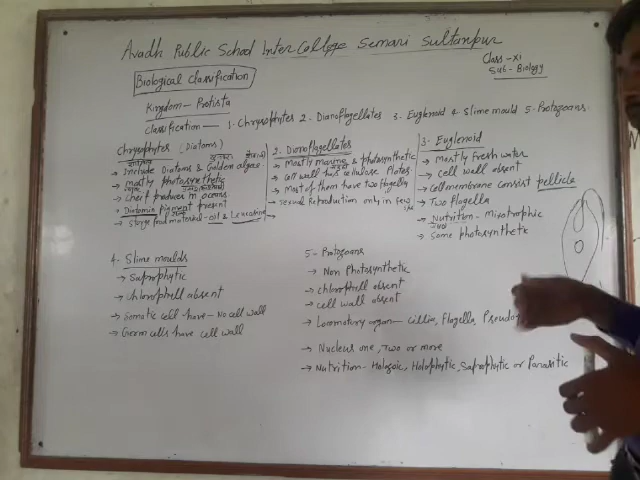 Avadh Public School Inter College Semari Sultanpur
Class - XI
Sub - Biology
Biological classification
Kingdom - Protista
Classification — 1. Chrysophytes 2. Dianoflagellates 3. Euglenoid 4. Slime mould 5. Protozoans.
Chrysophytes (Diatoms)
→ Include Diatoms & Golden algae
→ Mostly photosynthetic
→ Cheif producer in oceans
→ Diatomin pigment present
→ Storge food material - oil & Leucosine
2. Dianoflagellates
→ Mostly marine & photosynthetic
→ Cell wall has cellulose Plates
→ Most of them have two flagella
→ Sexual Reproduction only in few
→
3. Euglenoid
→ Mostly fresh water
→ Cell wall absent
→ Cell membrane consist pellicle
→ Two flagella
→ Nutrition - Mixotrophic
→ Some photosynthetic
4. Slime moulds
→ Saprophytic
→ Chlorophyll absent
→ Somatic cell have - No cell wall
→ Germ cells have cell wall
5 - Protozoans
→ Non Photosynthetic
→ Chlorophyll absent
→ Cell wall absent
→ Locomotory organ — Cillia, Flagella, Pseudo
→ Nucleus one, Two or more
→ Nutrition - Holozoic, Holophytic, Saprophytic or Parasitic